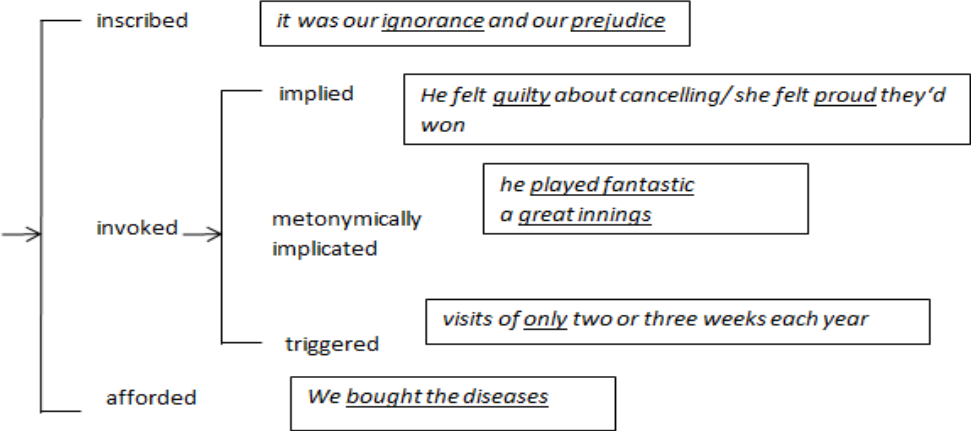 inscribed
it was our ignorance and our prejudice
implied
He felt guilty about cancelling/ she felt proud they'd
won
he played fantastic
a great innings
invoked
metonymically
implicated
visits of only two or three weeks each year
triggered
afforded
We bought the diseases